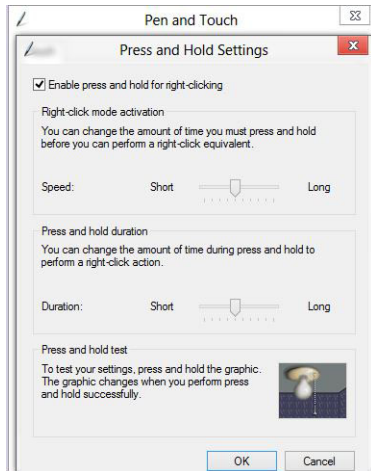 Pen and Touch
Press and Hold Settings
Enable press and hold for right-clicking
Right-click mode activation
You can change the amount of time you must press and hold
before you can perform a right-click equivalent.
Speed: Short Long
Press and hold duration
You can change the amount of time during press and hold to
perform a right-click action.
Duration: Short Long
Press and hold test
To test your settings, press and hold the graphic.
The graphic changes when you perform press
and hold successfully.
OK Cancel